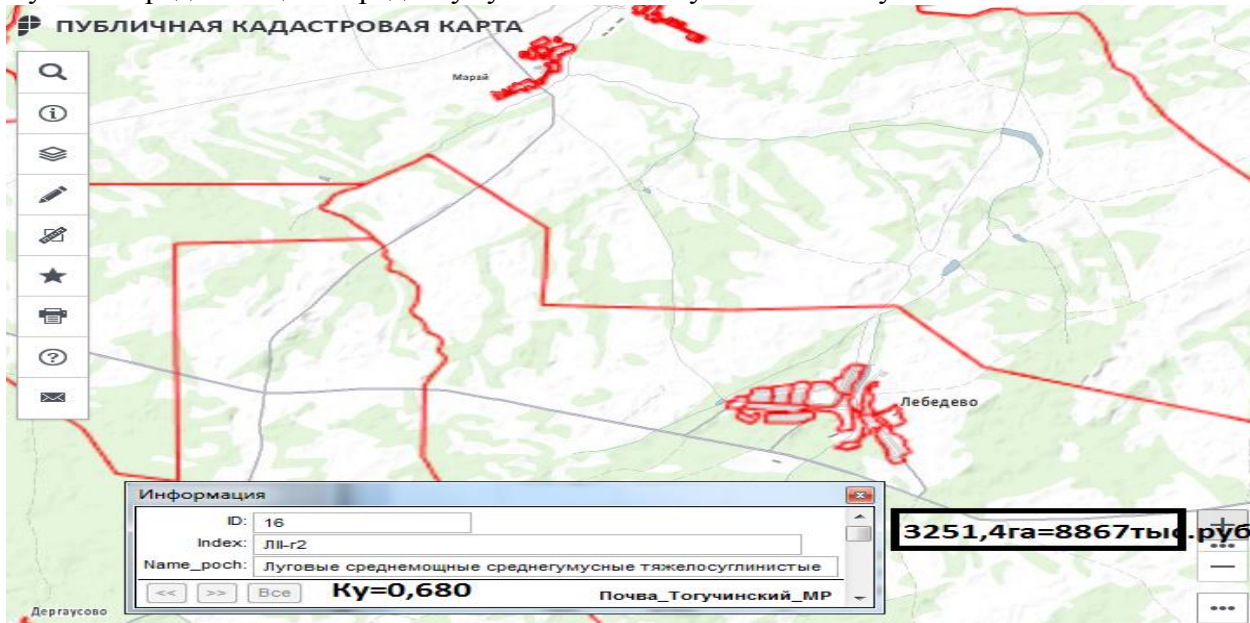 ПУБЛИЧНАЯ КАДАСТРОВАЯ КАРТА
Марай
Лебедево
Информация
ID: 16
Index: ЛII-г2
Name_poch: Луговые среднемощные среднегумусные тяжелосуглинистые
<< >> Все Ку=0,680 Почва_Тогучинский_МР
3251,4га=8867тыс.руб
Дергаусово